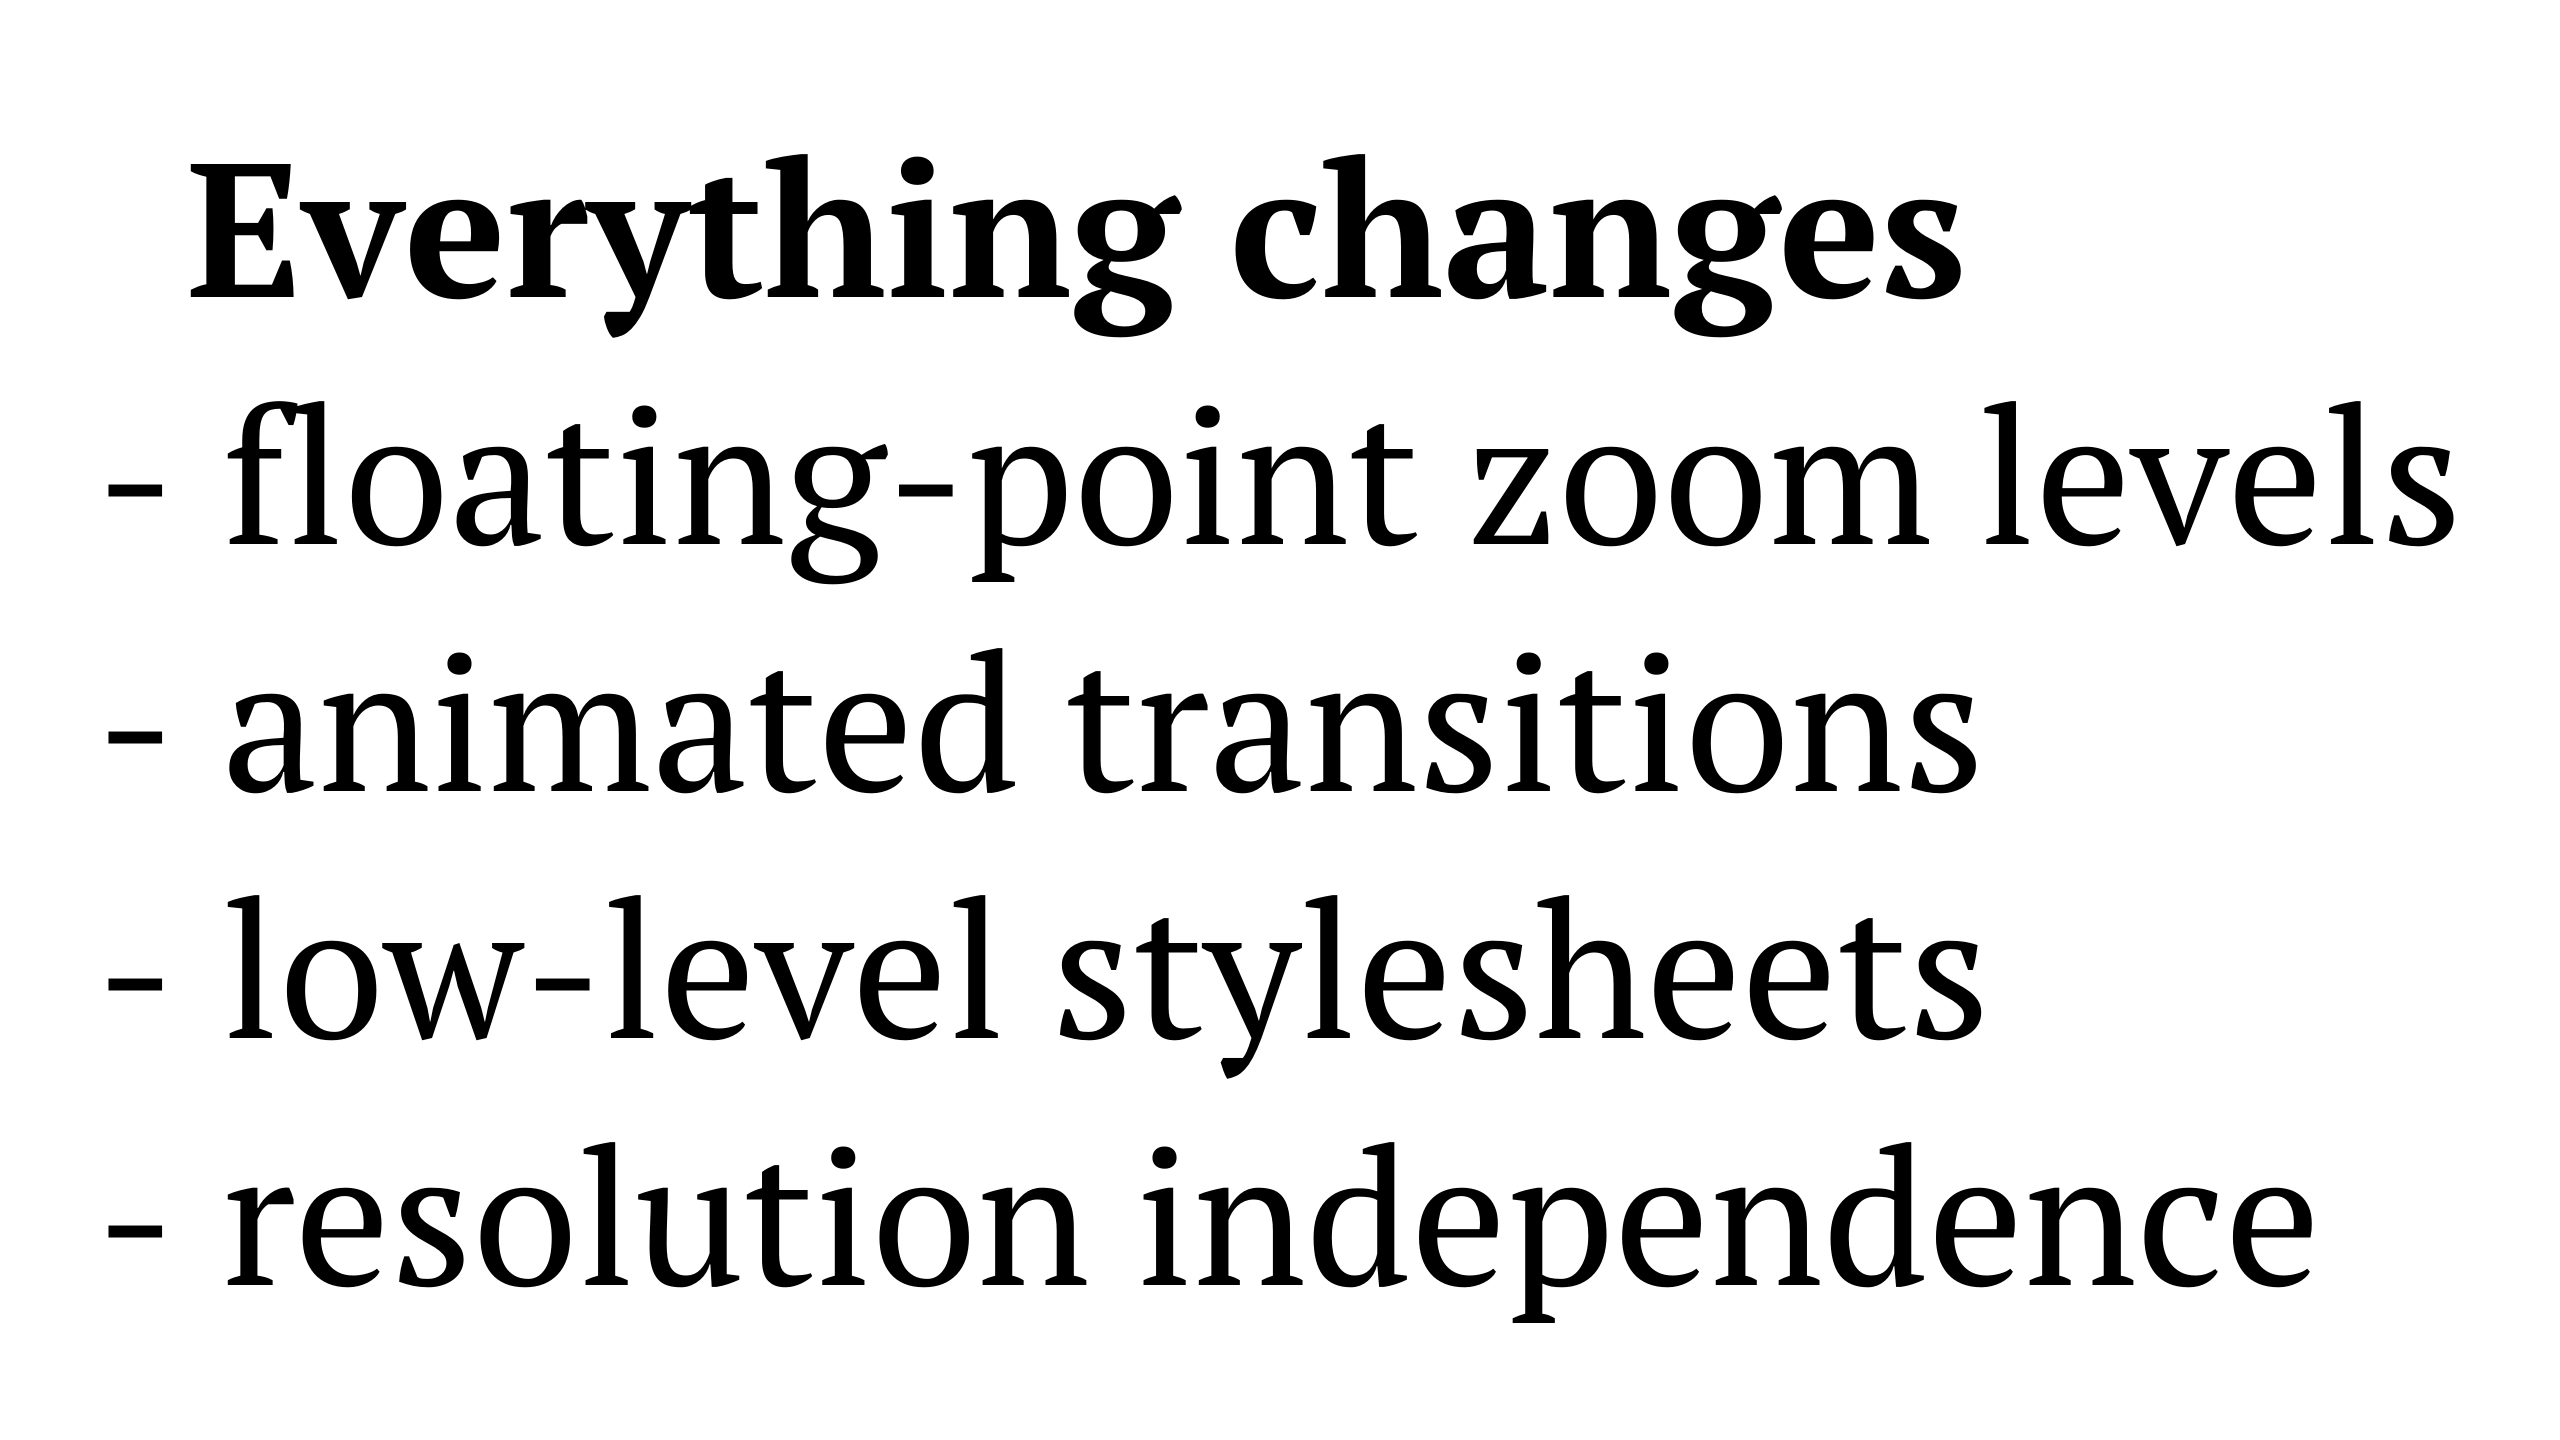 Everything changes
- floating-point zoom levels
- animated transitions
- low-level stylesheets
- resolution independence